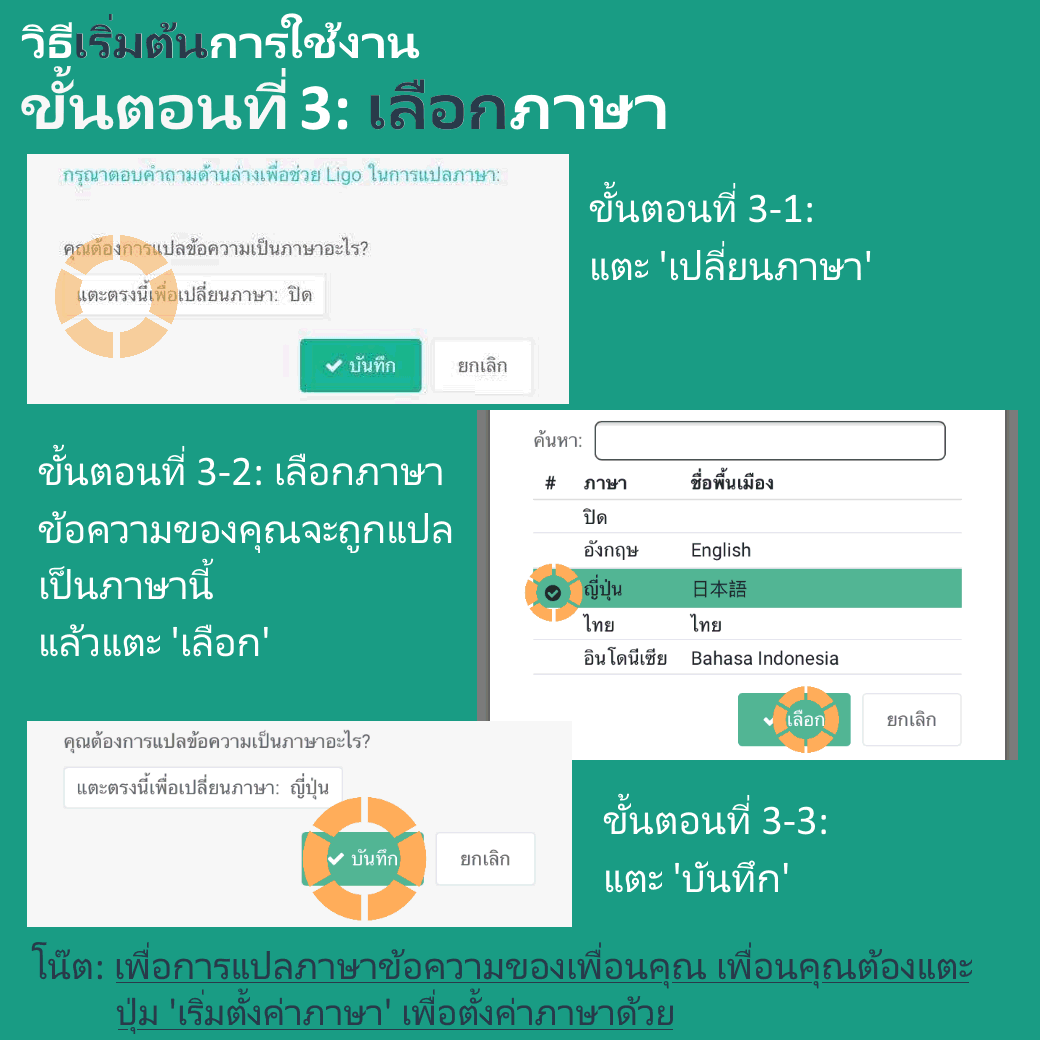 วิธีเริ่มต้นการใช้งาน
ขั้นตอนที่ 3: เลือกภาษา
กรุณาตอบคำถามด้านล่างเพื่อช่วย Ligo ในการแปลภาษา:
คุณต้องการแปลข้อความเป็นภาษาอะไร?
แตะตรงนี้เพื่อเปลี่ยนภาษา: ปิด
บันทึก ยกเลิก
ขั้นตอนที่ 3-1:
แตะ 'เปลี่ยนภาษา'
ขั้นตอนที่ 3-2: เลือกภาษา
ข้อความของคุณจะถูกแปล
เป็นภาษานี้
แล้วแตะ 'เลือก'
ค้นหา:
# ภาษา ชื่อพื้นเมือง
ปิด
อังกฤษ English
ญี่ปุ่น 日本語
ไทย ไทย
อินโดนีเซีย Bahasa Indonesia
เลือก ยกเลิก
คุณต้องการแปลข้อความเป็นภาษาอะไร?
แตะตรงนี้เพื่อเปลี่ยนภาษา: ญี่ปุ่น
บันทึก ยกเลิก
ขั้นตอนที่ 3-3:
แตะ 'บันทึก'
โน๊ต: เพื่อการแปลภาษาข้อความของเพื่อนคุณ เพื่อนคุณต้องแตะ
ปุ่ม 'เริ่มตั้งค่าภาษา' เพื่อตั้งค่าภาษาด้วย